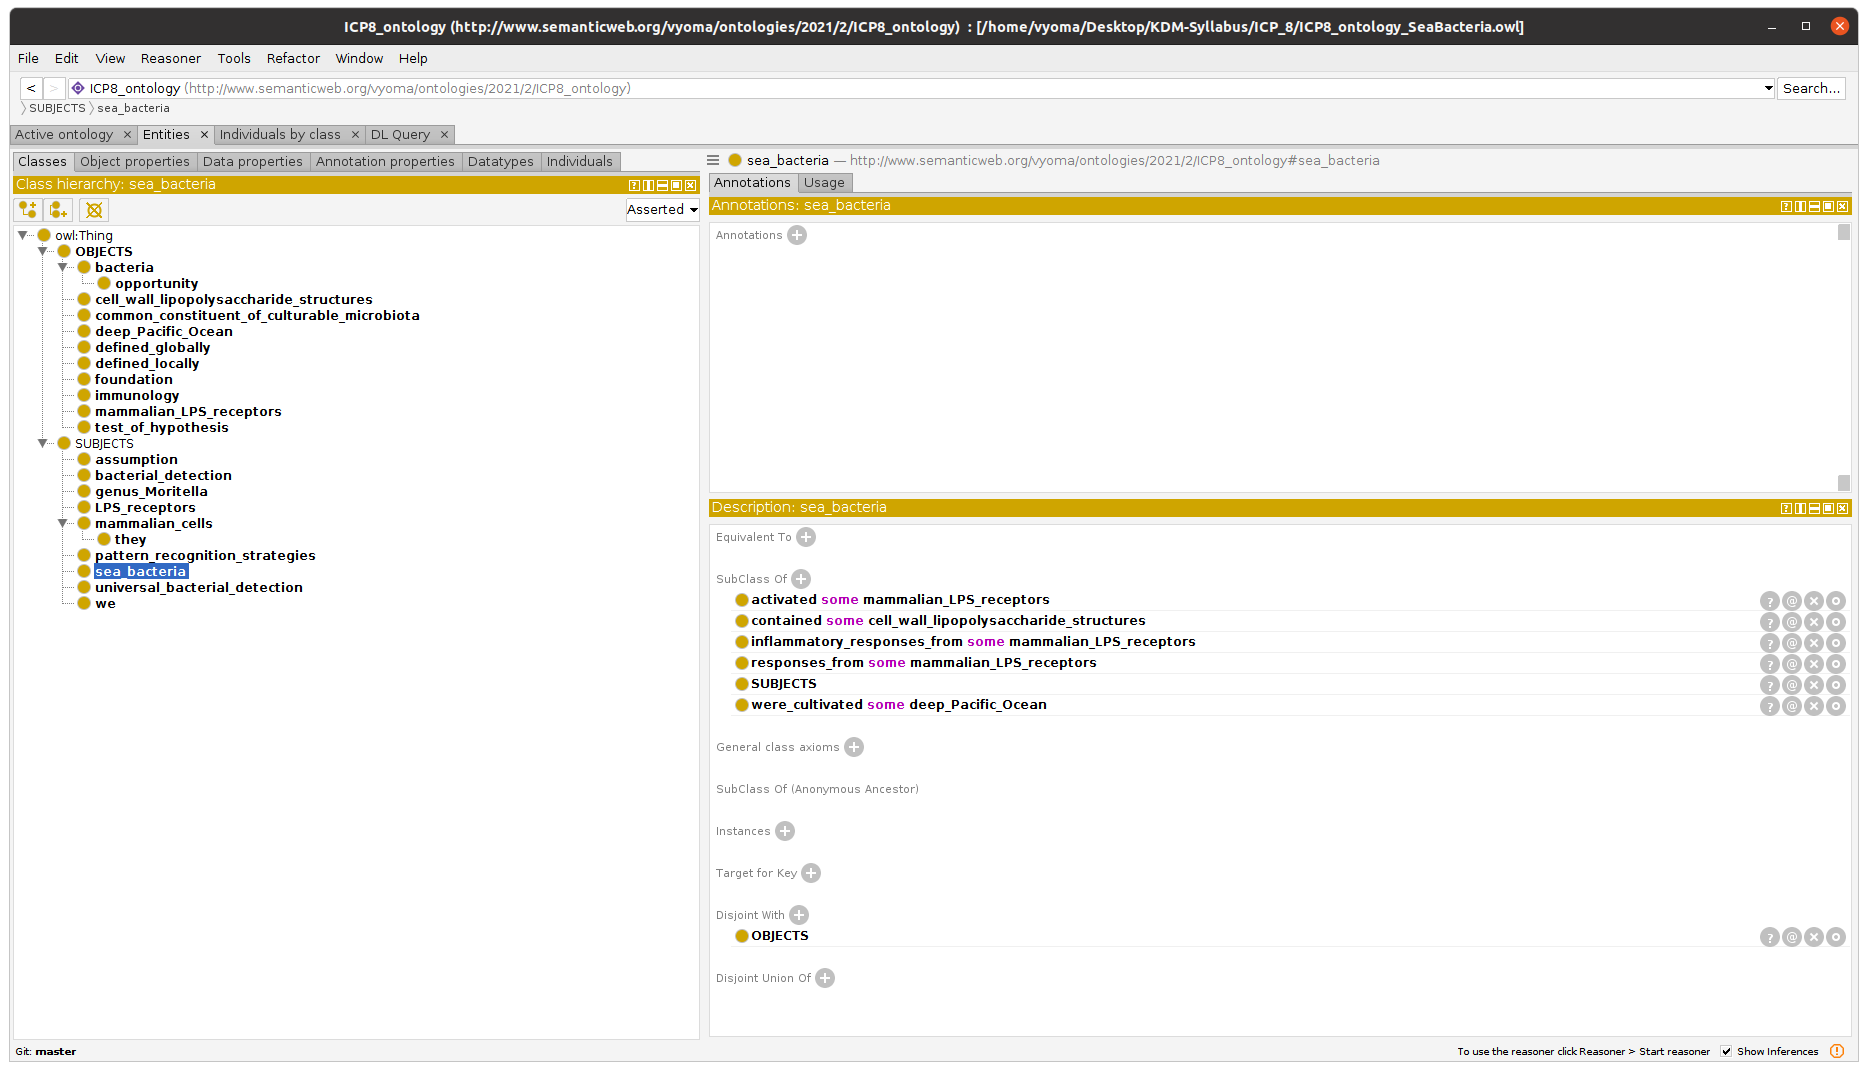 ICP8_ontology (http://www.semanticweb.org/vyoma/ontologies/2021/2/ICP8_ontology) : [/home/vyoma/Desktop/KDM-Syllabus/ICP_8/ICP8_ontology_SeaBacteria.owl]
File Edit View Reasoner Tools Refactor Window Help
< > ICP8_ontology (http://www.semanticweb.org/vyoma/ontologies/2021/2/ICP8_ontology) Search...
SUBJECTS sea_bacteria
Active ontology × Entities × Individuals by class × DL Query ×
Classes Object properties Data properties Annotation properties Datatypes Individuals
Class hierarchy: sea_bacteria
Asserted
owl:Thing
OBJECTS
bacteria
opportunity
cell_wall_lipopolysaccharide_structures
common_constituent_of_culturable_microbiota
deep_Pacific_Ocean
defined_globally
defined_locally
foundation
immunology
mammalian_LPS_receptors
test_of_hypothesis
SUBJECTS
assumption
bacterial_detection
genus_Moritella
LPS_receptors
mammalian_cells
they
pattern_recognition_strategies
sea_bacteria
universal_bacterial_detection
we
sea_bacteria — http://www.semanticweb.org/vyoma/ontologies/2021/2/ICP8_ontology#sea_bacteria
Annotations Usage
Annotations: sea_bacteria
Annotations
Description: sea_bacteria
Equivalent To
SubClass Of
activated some mammalian_LPS_receptors
contained some cell_wall_lipopolysaccharide_structures
inflammatory_responses_from some mammalian_LPS_receptors
responses_from some mammalian_LPS_receptors
SUBJECTS
were_cultivated some deep_Pacific_Ocean
General class axioms
SubClass Of (Anonymous Ancestor)
Instances
Target for Key
Disjoint With
OBJECTS
Disjoint Union Of
Git: master
To use the reasoner click Reasoner > Start reasoner Show Inferences